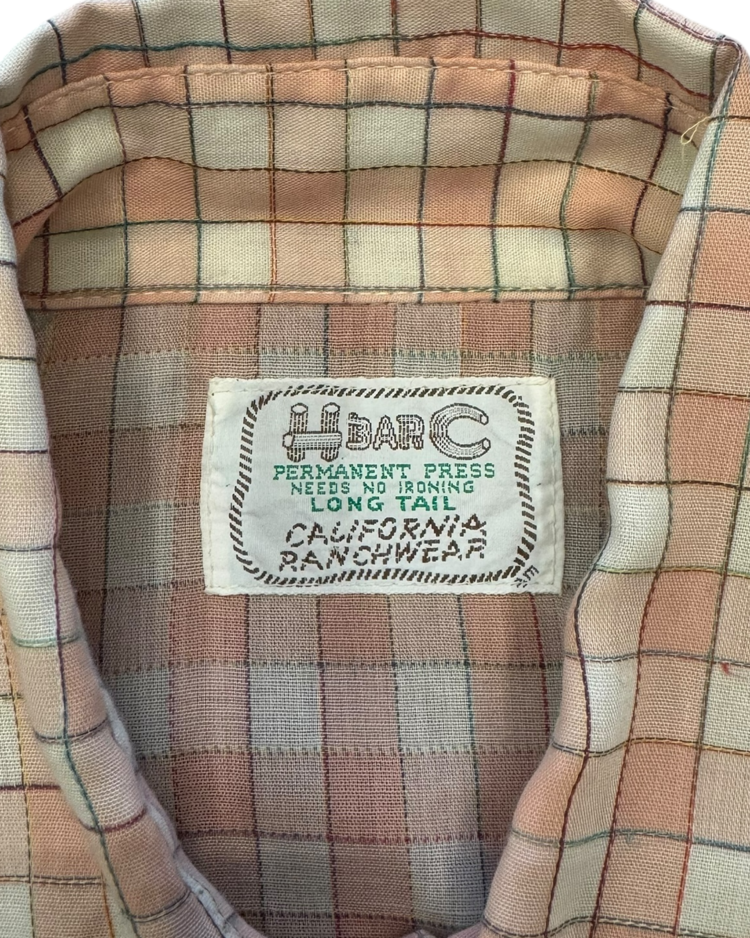 H BAR C
PERMANENT PRESS
NEEDS NO IRONING
LONG TAIL
CALIFORNIA
RANCHWEAR